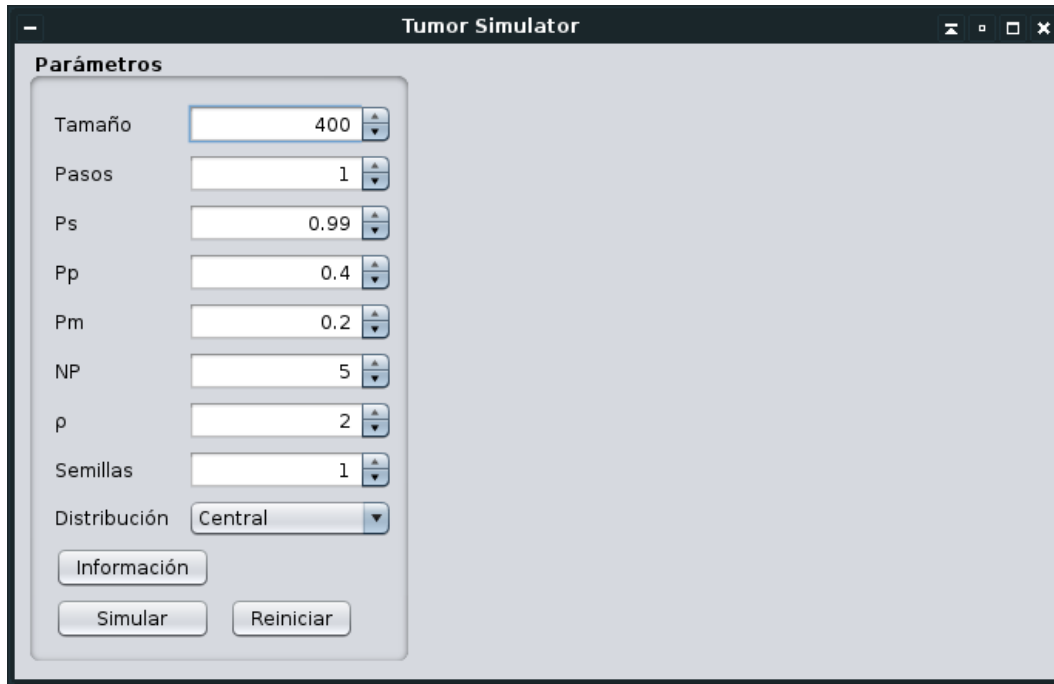 Tumor Simulator
Parámetros
Tamaño 400
Pasos 1
Ps 0.99
Pp 0.4
Pm 0.2
NP 5
ρ 2
Semillas 1
Distribución Central
Información
Simular Reiniciar